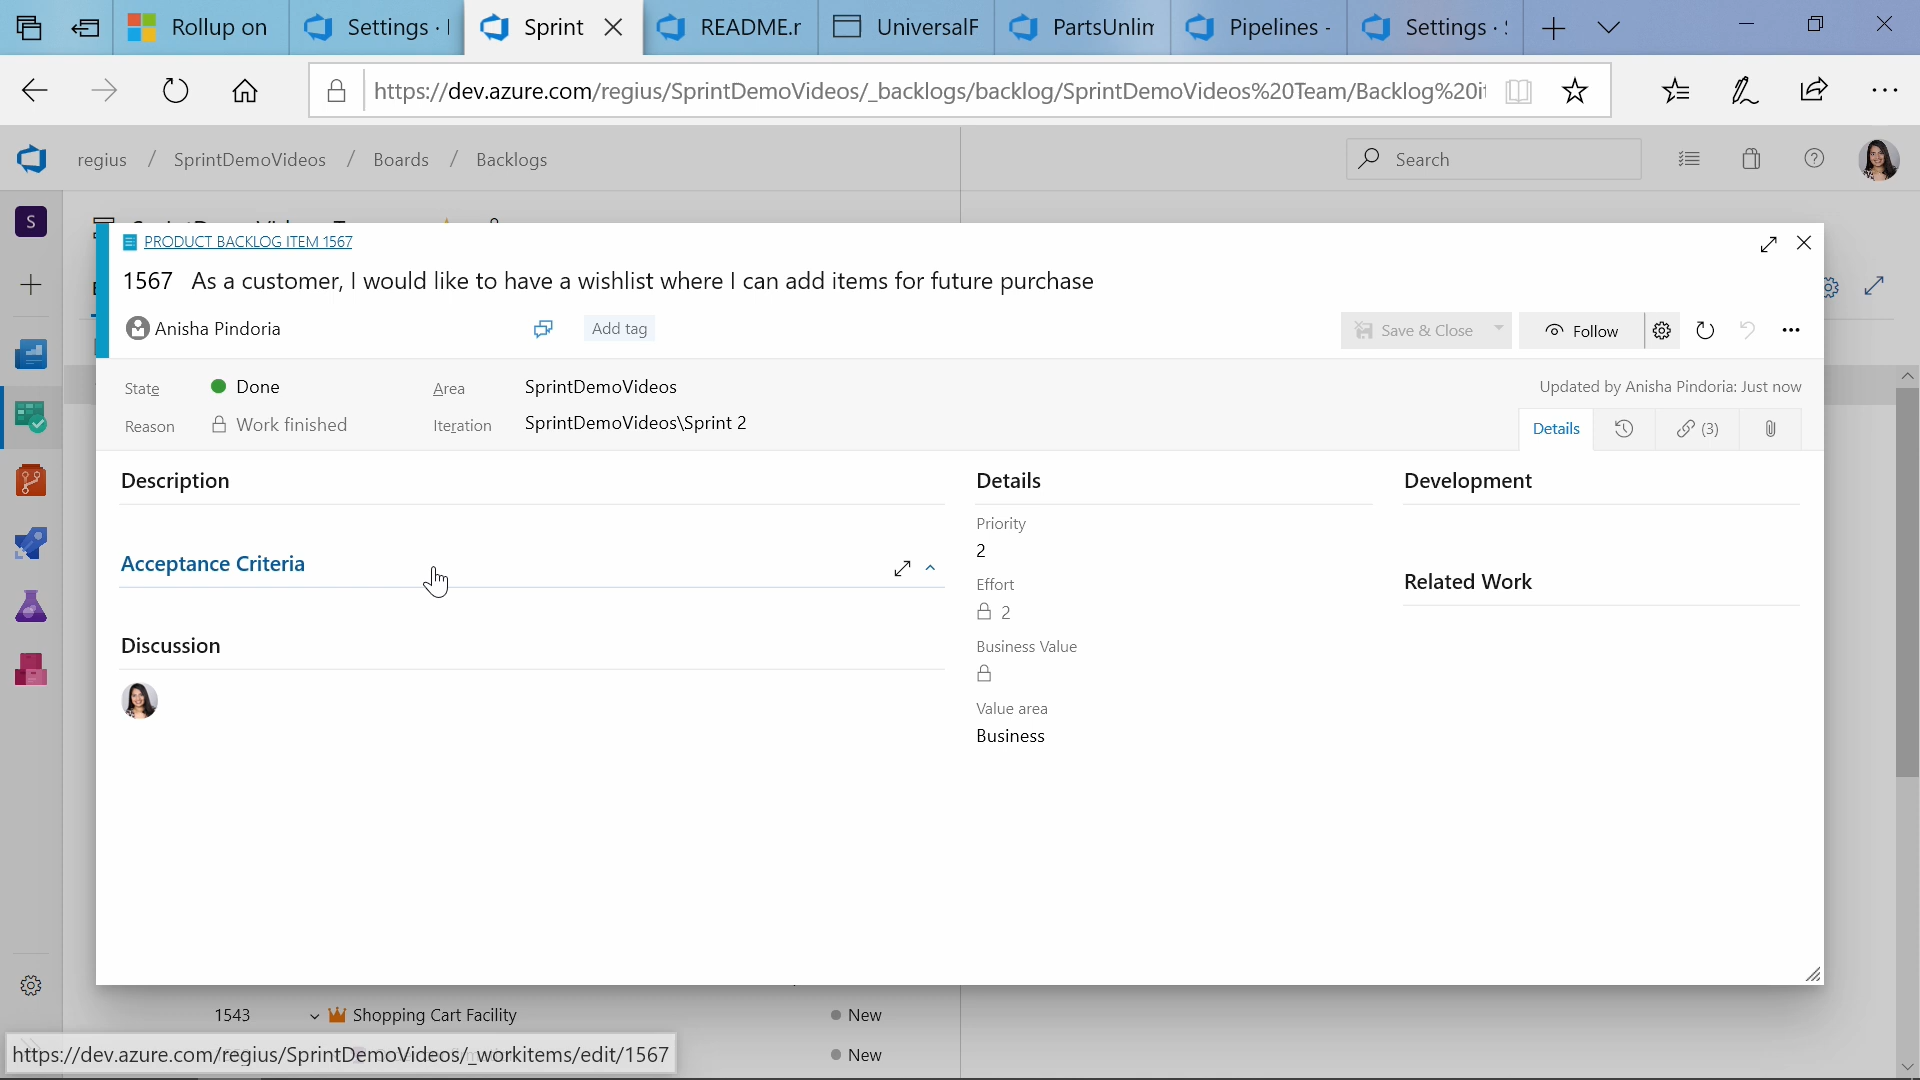 Rollup on
Settings ·
Sprint
README.r
UniversalF
PartsUnlim
Pipelines -
Settings ·
https://dev.azure.com/regius/SprintDemoVideos/_backlogs/backlog/SprintDemoVideos%20Team/Backlog%20it
regius / SprintDemoVideos / Boards / Backlogs
Search
S
PRODUCT BACKLOG ITEM 1567
1567 As a customer, I would like to have a wishlist where I can add items for future purchase
Anisha Pindoria
Add tag
Save & Close
Follow
State
Done
Area
SprintDemoVideos
Updated by Anisha Pindoria: Just now
Reason
Work finished
Iteration
SprintDemoVideos\Sprint 2
Details
(3)
Description
Acceptance Criteria
Discussion
Details
Priority
2
Effort
2
Business Value
Value area
Business
Development
Related Work
1543
Shopping Cart Facility
New
New
https://dev.azure.com/regius/SprintDemoVideos/_workitems/edit/1567